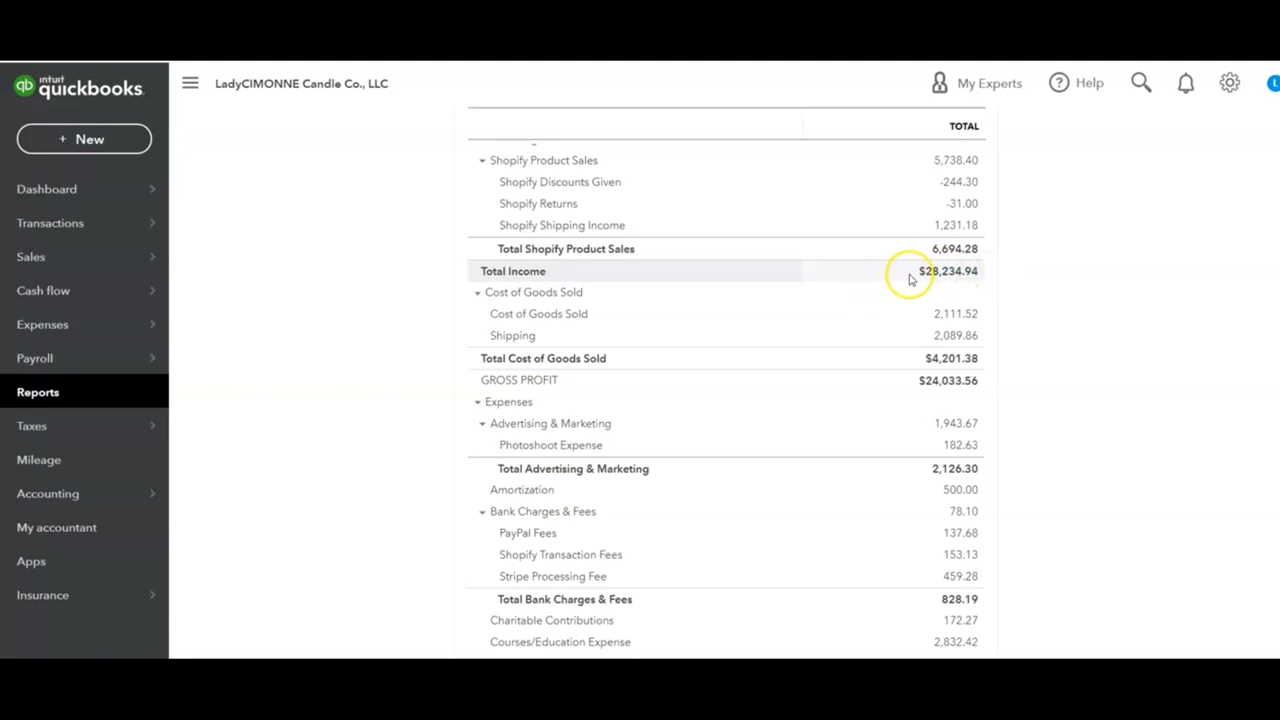 intuit
quickbooks.
LadyCIMONNE Candle Co., LLC
My Experts
Help
L
+ New
Dashboard
Transactions
Sales
Cash flow
Expenses
Payroll
Reports
Taxes
Mileage
Accounting
My accountant
Apps
Insurance
TOTAL
Shopify Product Sales 5,738.40
Shopify Discounts Given -244.30
Shopify Returns -31.00
Shopify Shipping Income 1,231.18
Total Shopify Product Sales 6,694.28
Total Income $28,234.94
Cost of Goods Sold
Cost of Goods Sold 2,111.52
Shipping 2,089.86
Total Cost of Goods Sold $4,201.38
GROSS PROFIT $24,033.56
Expenses
Advertising & Marketing 1,943.67
Photoshoot Expense 182.63
Total Advertising & Marketing 2,126.30
Amortization 500.00
Bank Charges & Fees 78.10
PayPal Fees 137.68
Shopify Transaction Fees 153.13
Stripe Processing Fee 459.28
Total Bank Charges & Fees 828.19
Charitable Contributions 172.27
Courses/Education Expense 2,832.42